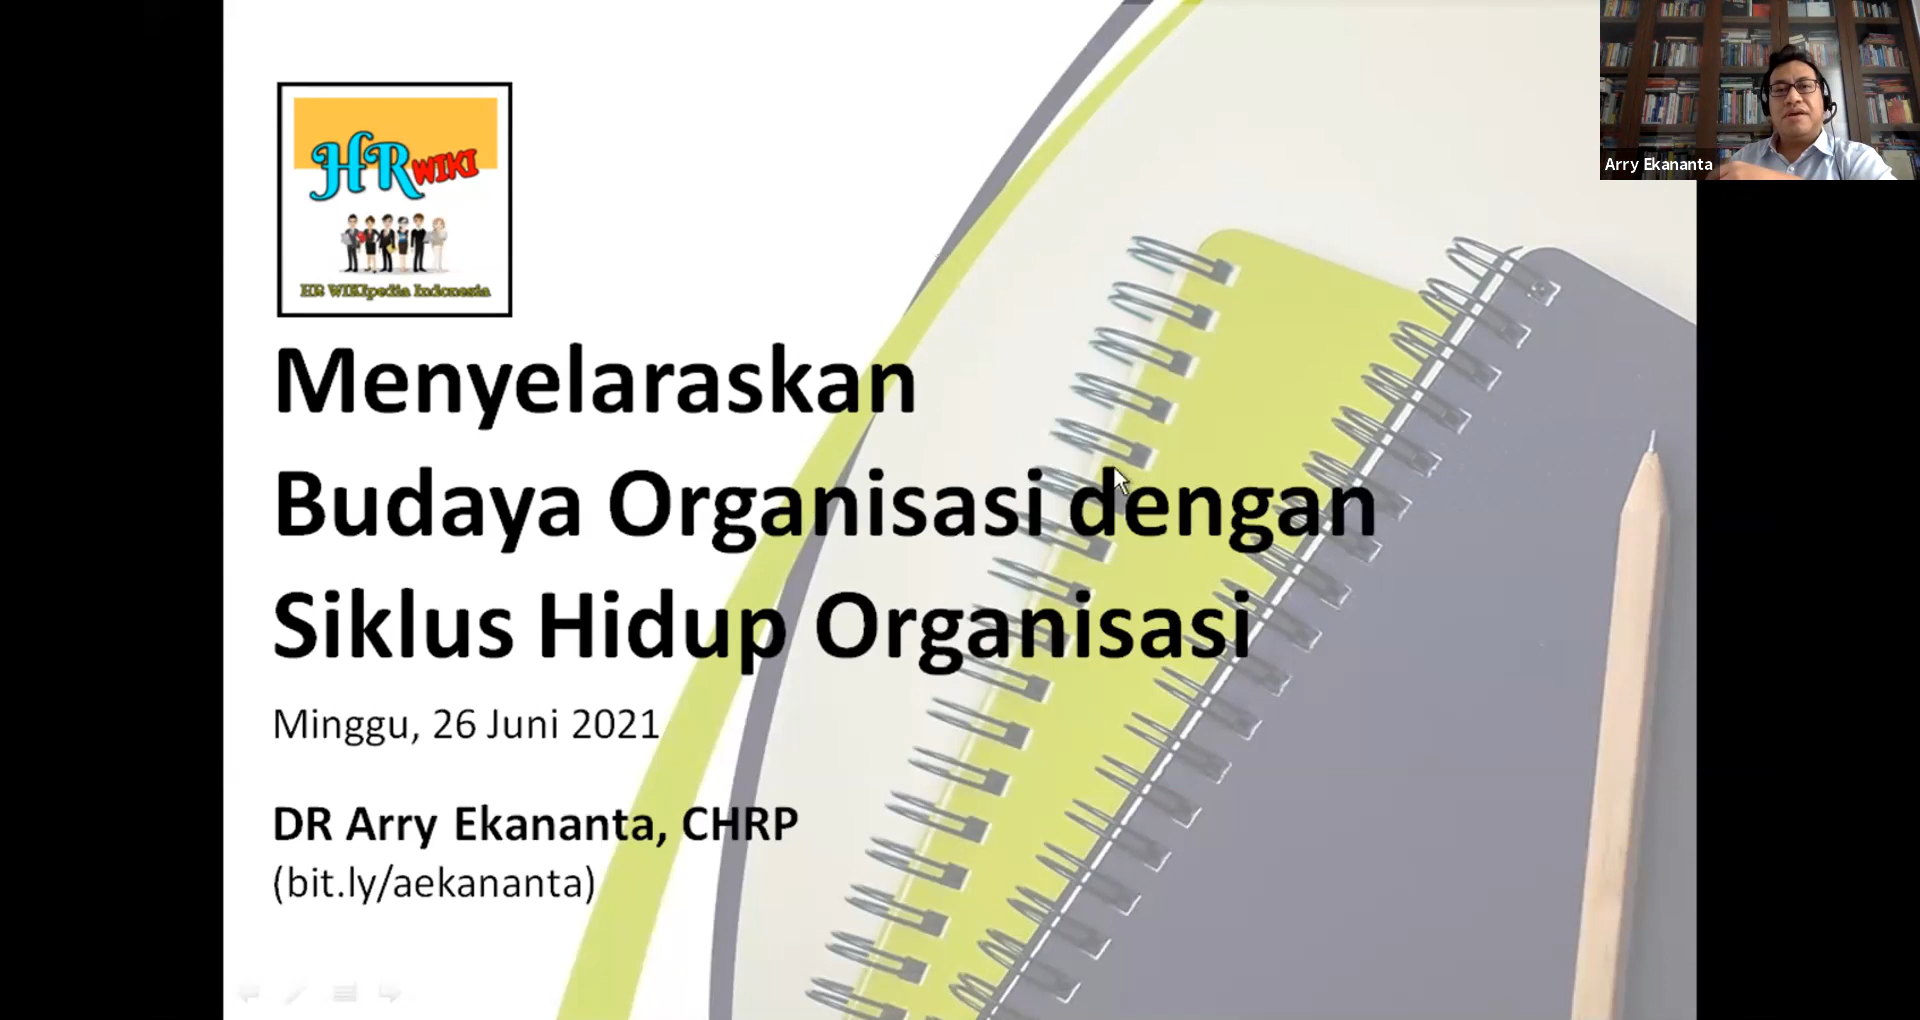 HR WIKI
HR WIKIpedia Indonesia
Menyelaraskan
Budaya Organisasi dengan
Siklus Hidup Organisasi
Minggu, 26 Juni 2021
DR Arry Ekananta, CHRP
(bit.ly/aekananta)
Arry Ekananta